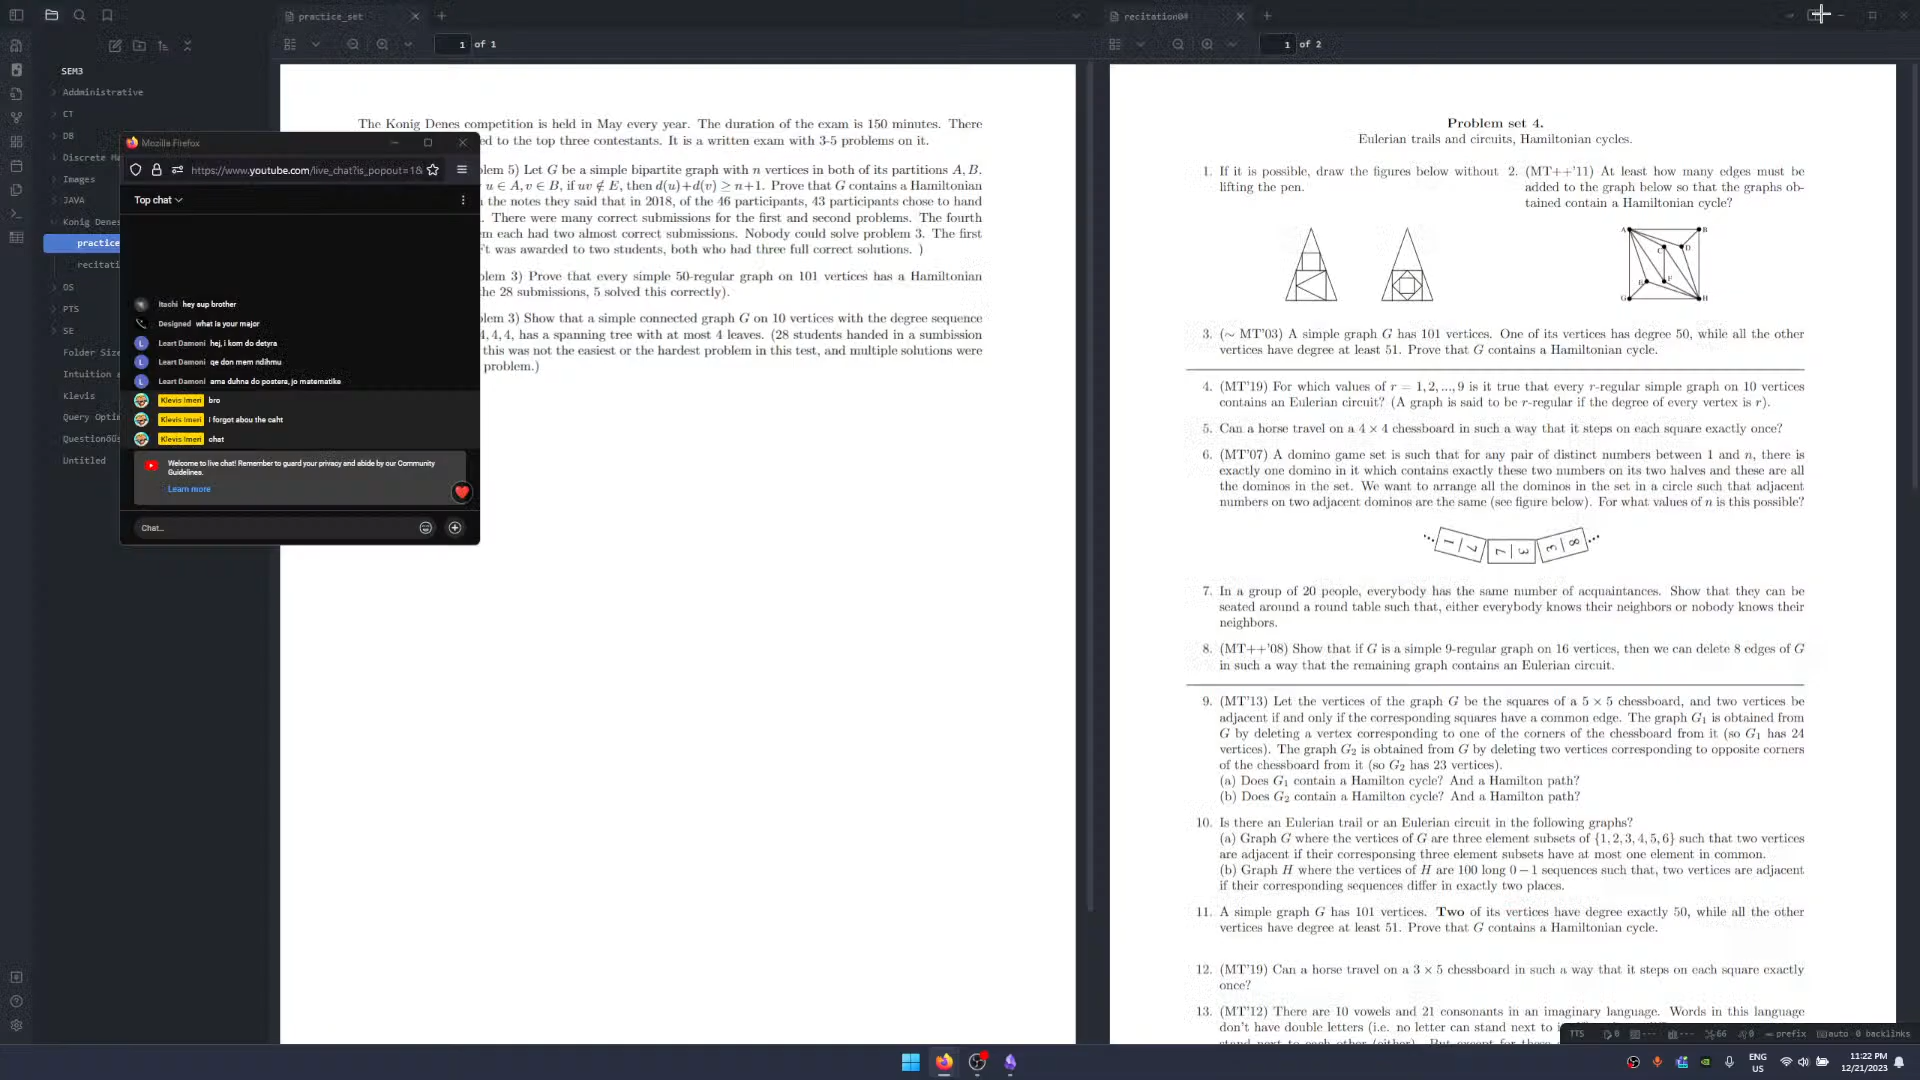 practice_set
recitation04
1 of 1
1 of 2
SEM3
Addministrative
CT
DB
Discrete Ma
Images
JAVA
Konig Denes
practice
recitati
OS
PTS
SE
Folder Size
Intuition a
Klevis
Query Optim
Untitled
Mozilla Firefox
https://www.youtube.com/live_chat?is_popout=1&
Top chat
Itachi hey sup brother
Designed what is your major
Leart Damoni hej, i kom do detyra
Leart Damoni qe don mem ndihmu
Leart Damoni ama duhna do postera, jo matematike
Klevis Imeri bro
Klevis Imeri i forgot abou the caht
Klevis Imeri chat
Welcome to live chat! Remember to guard your privacy and abide by our Community
Guidelines.
Learn more
Chat...
The Konig Denes competition is held in May every year. The duration of the exam is 150 minutes. There
ed to the top three contestants. It is a written exam with 3-5 problems on it.
lem 5) Let G be a simple bipartite graph with n vertices in both of its partitions A, B.
u ∈ A, v ∈ B, if uv ∉ E, then d(u)+d(v) ≥ n+1. Prove that G contains a Hamiltonian
the notes they said that in 2018, of the 46 participants, 43 participants chose to hand
. There were many correct submissions for the first and second problems. The fourth
m each had two almost correct submissions. Nobody could solve problem 3. The first
Ft was awarded to two students, both who had three full correct solutions. )
lem 3) Prove that every simple 50-regular graph on 101 vertices has a Hamiltonian
he 28 submissions, 5 solved this correctly).
lem 3) Show that a simple connected graph G on 10 vertices with the degree sequence
4, 4, 4, has a spanning tree with at most 4 leaves. (28 students handed in a sumbission
this was not the easiest or the hardest problem in this test, and multiple solutions were
problem.)
Problem set 4.
Eulerian trails and circuits, Hamiltonian cycles.
1. If it is possible, draw the figures below without
lifting the pen.
2. (MT++'11) At least how many edges must be
added to the graph below so that the graphs ob-
tained contain a Hamiltonian cycle?
A
B
C
D
E
F
G
H
3. (∼ MT'03) A simple graph G has 101 vertices. One of its vertices has degree 50, while all the other
vertices have degree at least 51. Prove that G contains a Hamiltonian cycle.
4. (MT'19) For which values of r = 1, 2, ..., 9 is it true that every r-regular simple graph on 10 vertices
contains an Eulerian circuit? (A graph is said to be r-regular if the degree of every vertex is r).
5. Can a horse travel on a 4 × 4 chessboard in such a way that it steps on each square exactly once?
6. (MT'07) A domino game set is such that for any pair of distinct numbers between 1 and n, there is
exactly one domino in it which contains exactly these two numbers on its two halves and these are all
the dominos in the set. We want to arrange all the dominos in the set in a circle such that adjacent
numbers on two adjacent dominos are the same (see figure below). For what values of n is this possible?
1 7 7 3 3 8
7. In a group of 20 people, everybody has the same number of acquaintances. Show that they can be
seated around a round table such that, either everybody knows their neighbors or nobody knows their
neighbors.
8. (MT++'08) Show that if G is a simple 9-regular graph on 16 vertices, then we can delete 8 edges of G
in such a way that the remaining graph contains an Eulerian circuit.
9. (MT'13) Let the vertices of the graph G be the squares of a 5 × 5 chessboard, and two vertices be
adjacent if and only if the corresponding squares have a common edge. The graph G1 is obtained from
G by deleting a vertex corresponding to one of the corners of the chessboard from it (so G1 has 24
vertices). The graph G2 is obtained from G by deleting two vertices corresponding to opposite corners
of the chessboard from it (so G2 has 23 vertices).
(a) Does G1 contain a Hamilton cycle? And a Hamilton path?
(b) Does G2 contain a Hamilton cycle? And a Hamilton path?
10. Is there an Eulerian trail or an Eulerian circuit in the following graphs?
(a) Graph G where the vertices of G are three element subsets of {1, 2, 3, 4, 5, 6} such that two vertices
are adjacent if their corresponsing three element subsets have at most one element in common.
(b) Graph H where the vertices of H are 100 long 0 − 1 sequences such that, two vertices are adjacent
if their corresponding sequences differ in exactly two places.
11. A simple graph G has 101 vertices. Two of its vertices have degree exactly 50, while all the other
vertices have degree at least 51. Prove that G contains a Hamiltonian cycle.
12. (MT'19) Can a horse travel on a 3 × 5 chessboard in such a way that it steps on each square exactly
once?
13. (MT'12) There are 10 vowels and 21 consonants in an imaginary language. Words in this language
don't have double letters (i.e. no letter can stand next to i
TTS
66
prefix
auto 0 backlinks
ENG
US
11:22 PM
12/21/2023